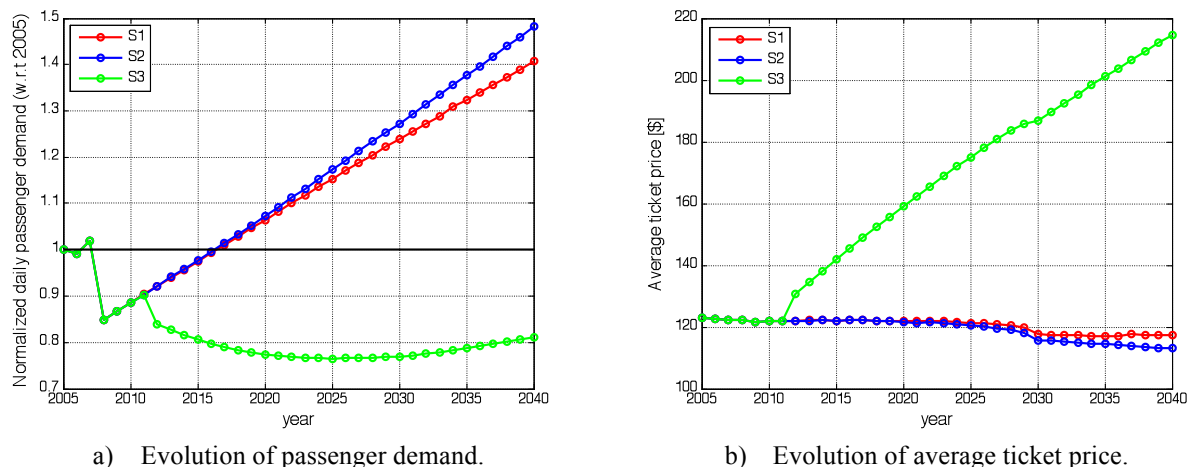 1.5
1.4
1.3
1.2
1.1
1
0.9
0.8
0.7
Normalized daily passenger demand (w.r.t 2005)
S1
S2
S3
2005 2010 2015 2020 2025 2030 2035 2040
year
a) Evolution of passenger demand.
220
200
180
160
140
120
100
Average ticket price [$]
S1
S2
S3
2005 2010 2015 2020 2025 2030 2035 2040
year
b) Evolution of average ticket price.